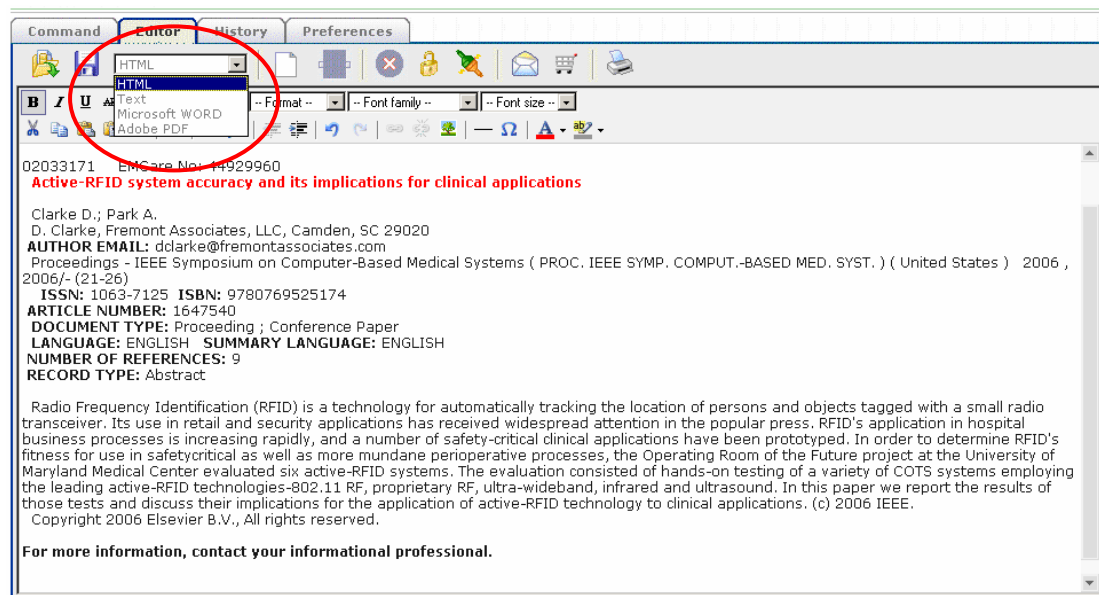 Command Editor History Preferences
HTML
HTML
Text
Microsoft WORD
Adobe PDF
B I U -- Format -- -- Font family -- -- Font size --
02033171 EMCare No: 44929960
Active-RFID system accuracy and its implications for clinical applications
Clarke D.; Park A.
D. Clarke, Fremont Associates, LLC, Camden, SC 29020
AUTHOR EMAIL: dclarke@fremontassociates.com
Proceedings - IEEE Symposium on Computer-Based Medical Systems ( PROC. IEEE SYMP. COMPUT.-BASED MED. SYST. ) ( United States ) 2006 ,
2006/- (21-26)
ISSN: 1063-7125 ISBN: 9780769525174
ARTICLE NUMBER: 1647540
DOCUMENT TYPE: Proceeding ; Conference Paper
LANGUAGE: ENGLISH SUMMARY LANGUAGE: ENGLISH
NUMBER OF REFERENCES: 9
RECORD TYPE: Abstract
Radio Frequency Identification (RFID) is a technology for automatically tracking the location of persons and objects tagged with a small radio
transceiver. Its use in retail and security applications has received widespread attention in the popular press. RFID's application in hospital
business processes is increasing rapidly, and a number of safety-critical clinical applications have been prototyped. In order to determine RFID's
fitness for use in safetycritical as well as more mundane perioperative processes, the Operating Room of the Future project at the University of
Maryland Medical Center evaluated six active-RFID systems. The evaluation consisted of hands-on testing of a variety of COTS systems employing
the leading active-RFID technologies-802.11 RF, proprietary RF, ultra-wideband, infrared and ultrasound. In this paper we report the results of
those tests and discuss their implications for the application of active-RFID technology to clinical applications. (c) 2006 IEEE.
Copyright 2006 Elsevier B.V., All rights reserved.
For more information, contact your informational professional.